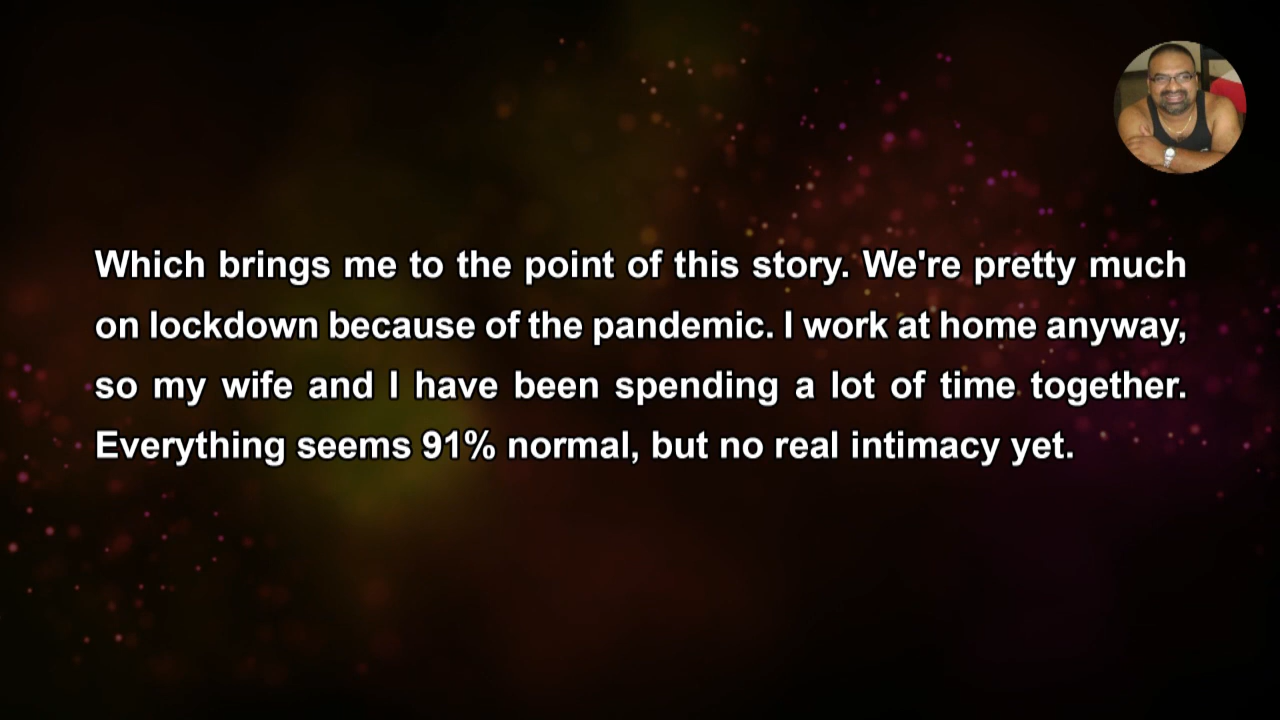 Which brings me to the point of this story. We're pretty much
on lockdown because of the pandemic. I work at home anyway,
so my wife and I have been spending a lot of time together.
Everything seems 91% normal, but no real intimacy yet.